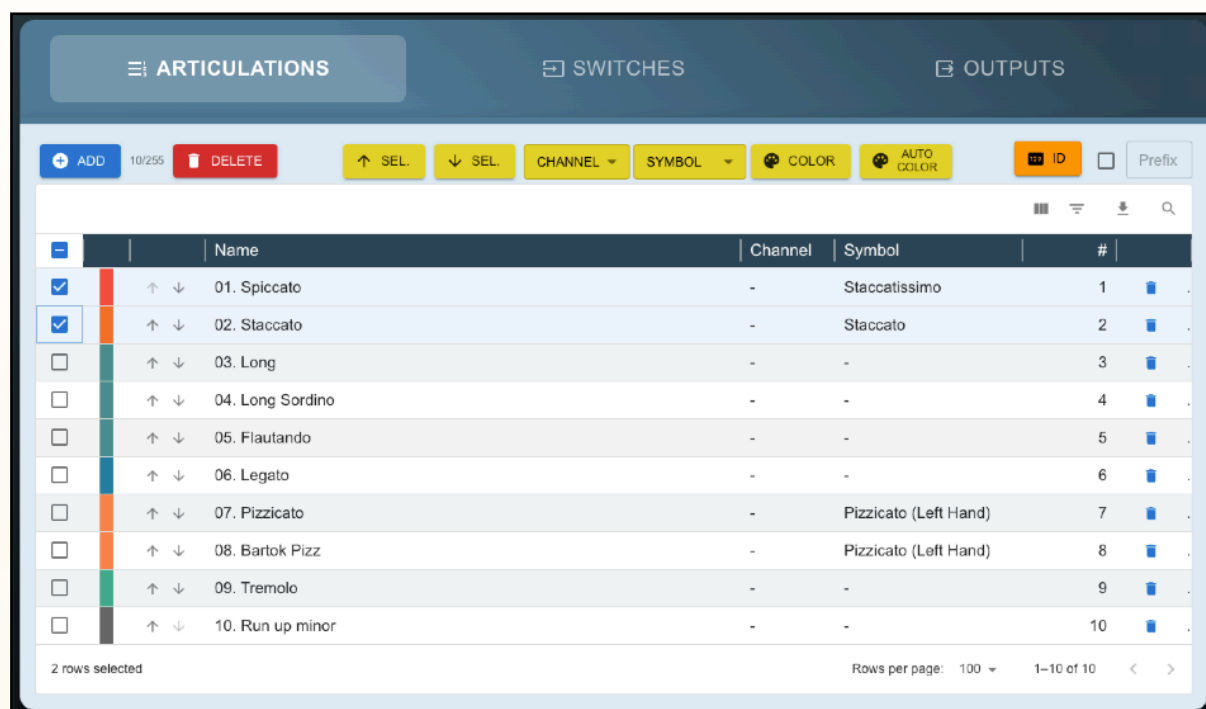 ARTICULATIONS SWITCHES OUTPUTS
ADD 10/255 DELETE SEL. SEL. CHANNEL SYMBOL COLOR AUTO COLOR 123 ID Prefix
Name Channel Symbol #
01. Spiccato - Staccatissimo 1
02. Staccato - Staccato 2
03. Long - - 3
04. Long Sordino - - 4
05. Flautando - - 5
06. Legato - - 6
07. Pizzicato - Pizzicato (Left Hand) 7
08. Bartok Pizz - Pizzicato (Left Hand) 8
09. Tremolo - - 9
10. Run up minor - - 10
2 rows selected Rows per page: 100 1–10 of 10